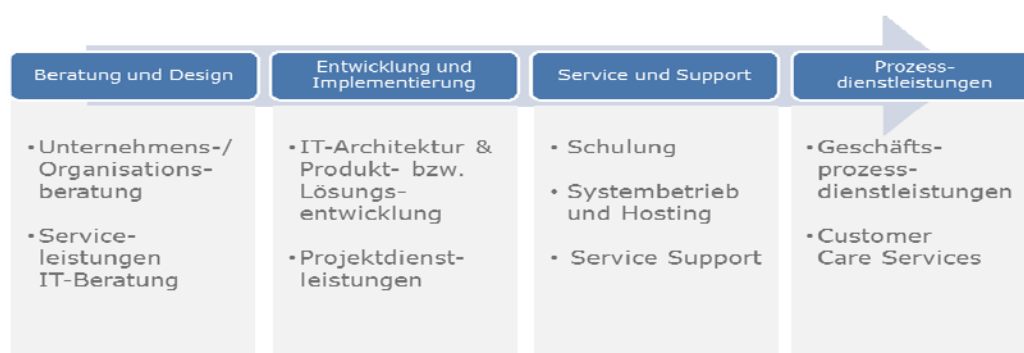 Beratung und Design
• Unternehmens-/
Organisations-
beratung
• Service-
leistungen
IT-Beratung
Entwicklung und
Implementierung
• IT-Architektur &
Produkt- bzw.
Lösungs-
entwicklung
• Projektdienst-
leistungen
Service und Support
• Schulung
• Systembetrieb
und Hosting
• Service Support
Prozess-
dienstleistungen
• Geschäfts-
prozess-
dienstleistungen
• Customer
Care Services